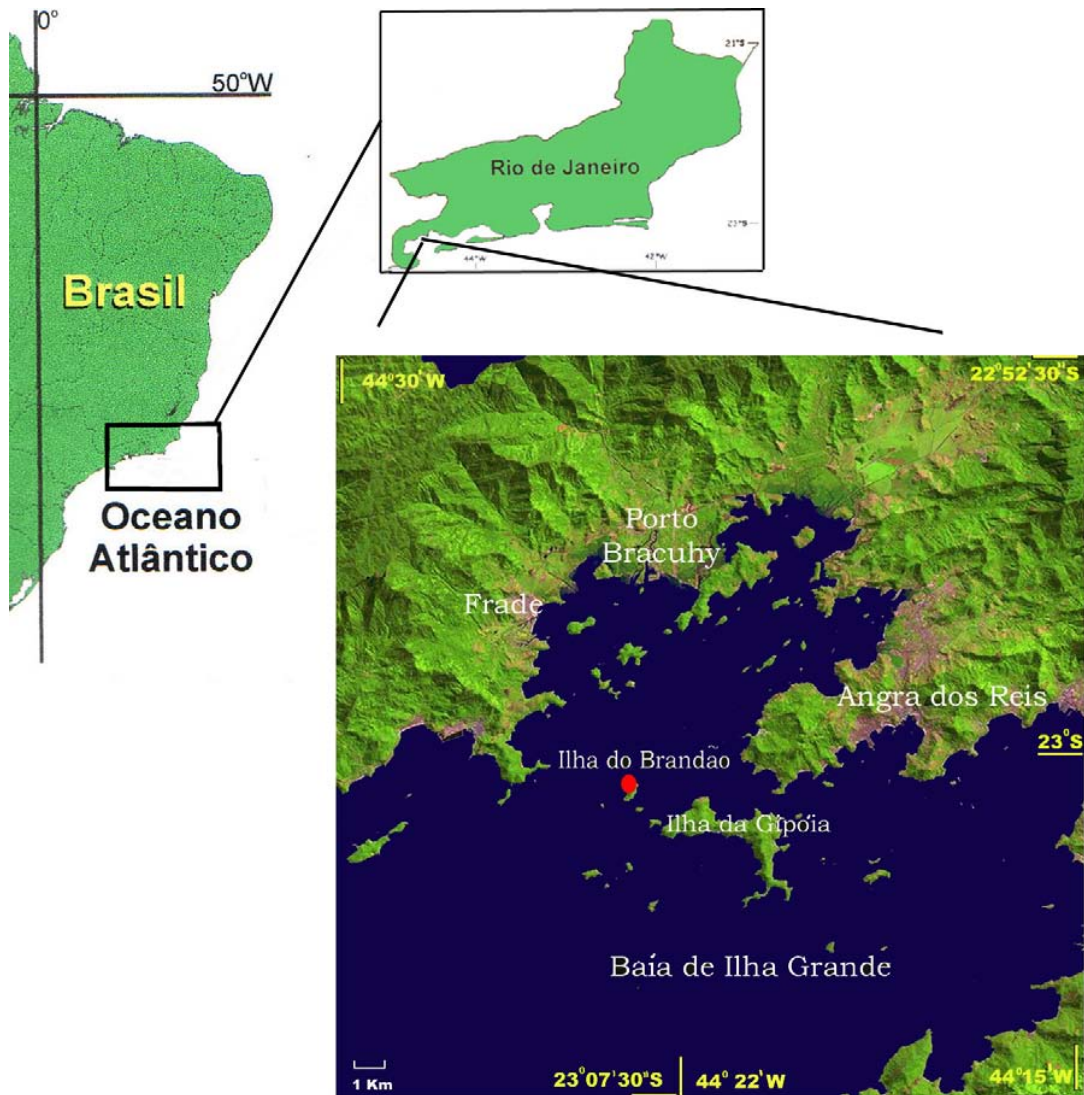 0°
50°W
Brasil
Oceano
Atlântico
Rio de Janeiro
21°S
23°S
44°W
42°W
44°30'W
22°52'30"S
Porto
Bracuhy
Frade
Angra dos Reis
23°S
Ilha do Brandão
Ilha da Gipóia
Baía de Ilha Grande
1 Km
23°07'30"S
44° 22'W
44°15'W